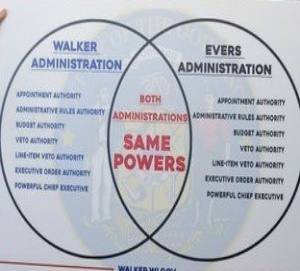 WALKER
ADMINISTRATION
APPOINTMENT AUTHORITY
ADMINISTRATIVE RULES AUTHORITY
BUDGET AUTHORITY
VETO AUTHORITY
LINE-ITEM VETO AUTHORITY
EXECUTIVE ORDER AUTHORITY
POWERFUL CHIEF EXECUTIVE
BOTH
ADMINISTRATIONS
SAME
POWERS
EVERS
ADMINISTRATION
APPOINTMENT AUTHORITY
ADMINISTRATIVE RULES AUTHORITY
BUDGET AUTHORITY
VETO AUTHORITY
LINE-ITEM VETO AUTHORITY
EXECUTIVE ORDER AUTHORITY
POWERFUL CHIEF EXECUTIVE
WALKER.WI.GOV